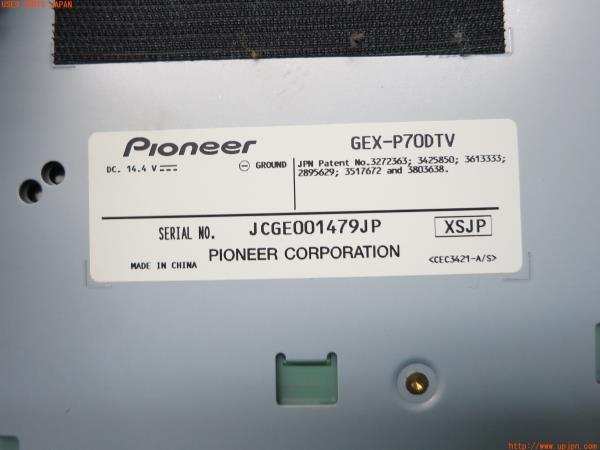 USED PARTS JAPAN
Pioneer
GEX-P70DTV
DC. 14.4 V
GROUND
JPN Patent No.3272363; 3425850; 3613333;
2895629; 3517672 and 3803638.
SERIAL NO. JCGE001479JP
XSJP
PIONEER CORPORATION
MADE IN CHINA
<CEC3421-A/S>
http://www.upjpn.com/